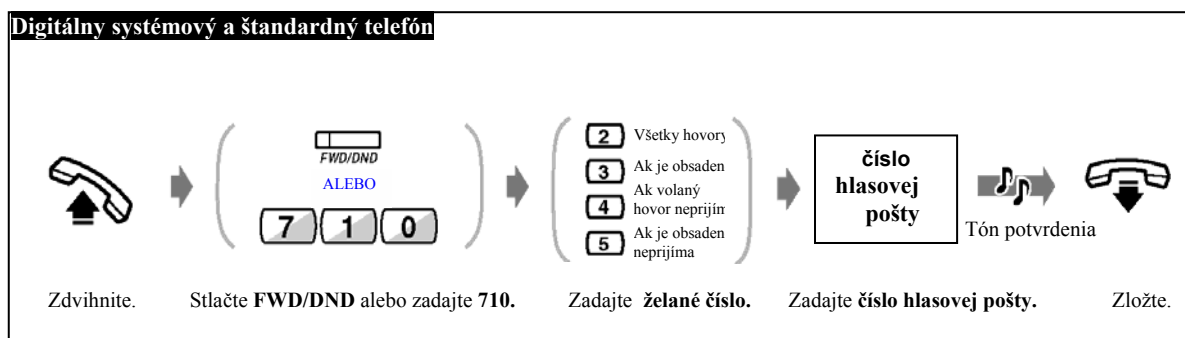 Digitálny systémový a štandardný telefón
FWD/DND
ALEBO
7 1 0
2 Všetky hovory
3 Ak je obsaden
4 Ak volaný
hovor neprijím
5 Ak je obsaden
neprijíma
číslo
hlasovej
pošty
Tón potvrdenia
Zdvihnite.
Stlačte FWD/DND alebo zadajte 710.
Zadajte želané číslo.
Zadajte číslo hlasovej pošty.
Zložte.